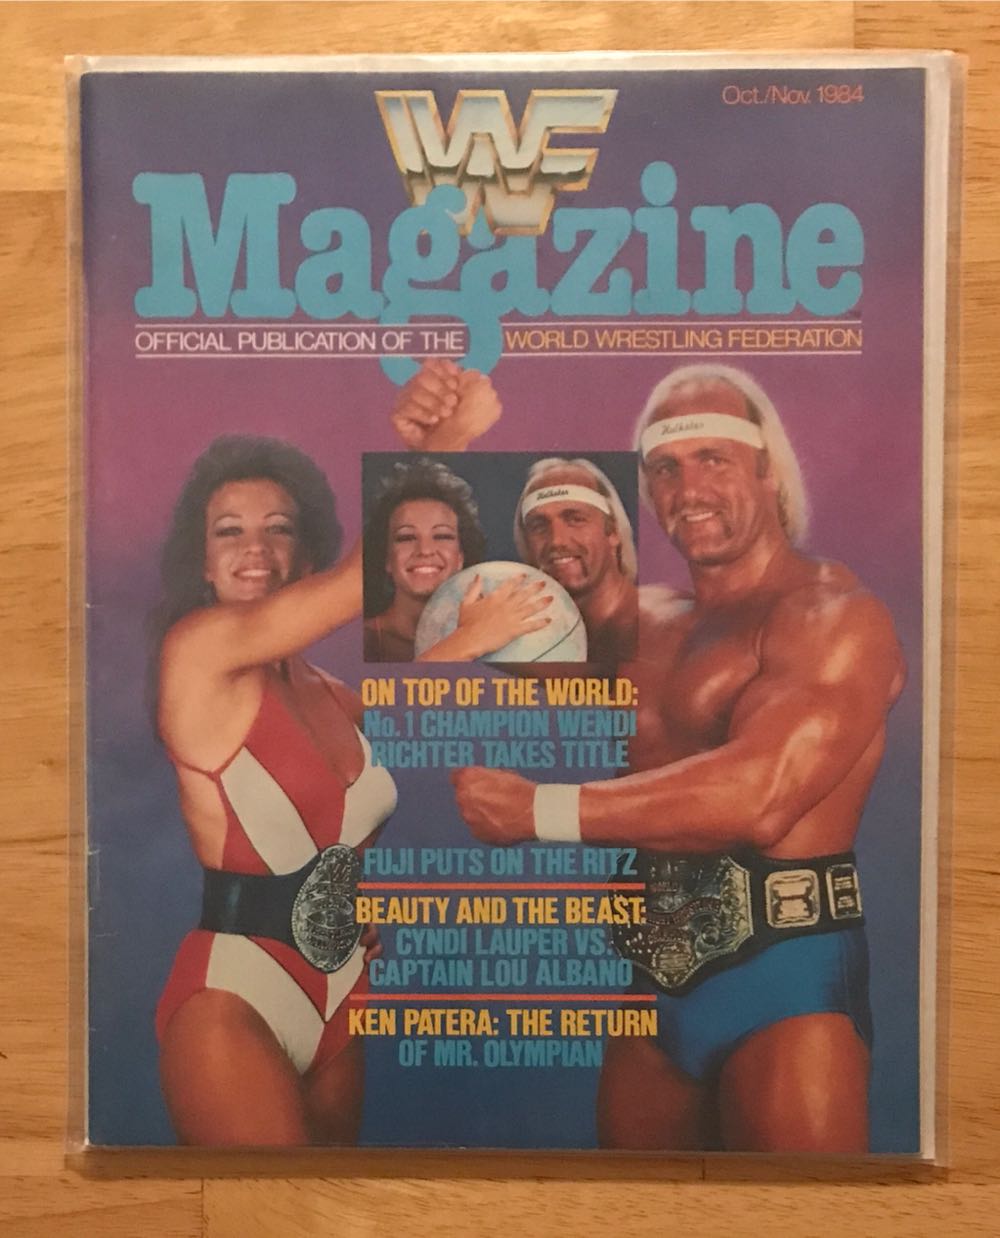 Oct./Nov. 1984
WF
Magazine
OFFICIAL PUBLICATION OF THE WORLD WRESTLING FEDERATION
Hulkster
Hulkster
ON TOP OF THE WORLD:
No. 1 CHAMPION WENDI
RICHTER TAKES TITLE
FUJI PUTS ON THE RITZ
BEAUTY AND THE BEAST:
CYNDI LAUPER VS.
CAPTAIN LOU ALBANO
KEN PATERA: THE RETURN
OF MR. OLYMPIAN